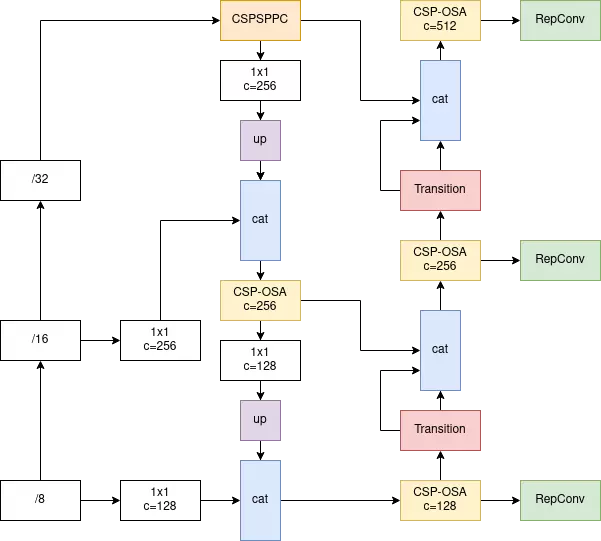 CSPSPPC
CSP-OSA
c=512
RepConv
1x1
c=256
cat
up
/32
Transition
cat
CSP-OSA
c=256
RepConv
CSP-OSA
c=256
/16
1x1
c=256
1x1
c=128
cat
up
Transition
/8
1x1
c=128
cat
CSP-OSA
c=128
RepConv